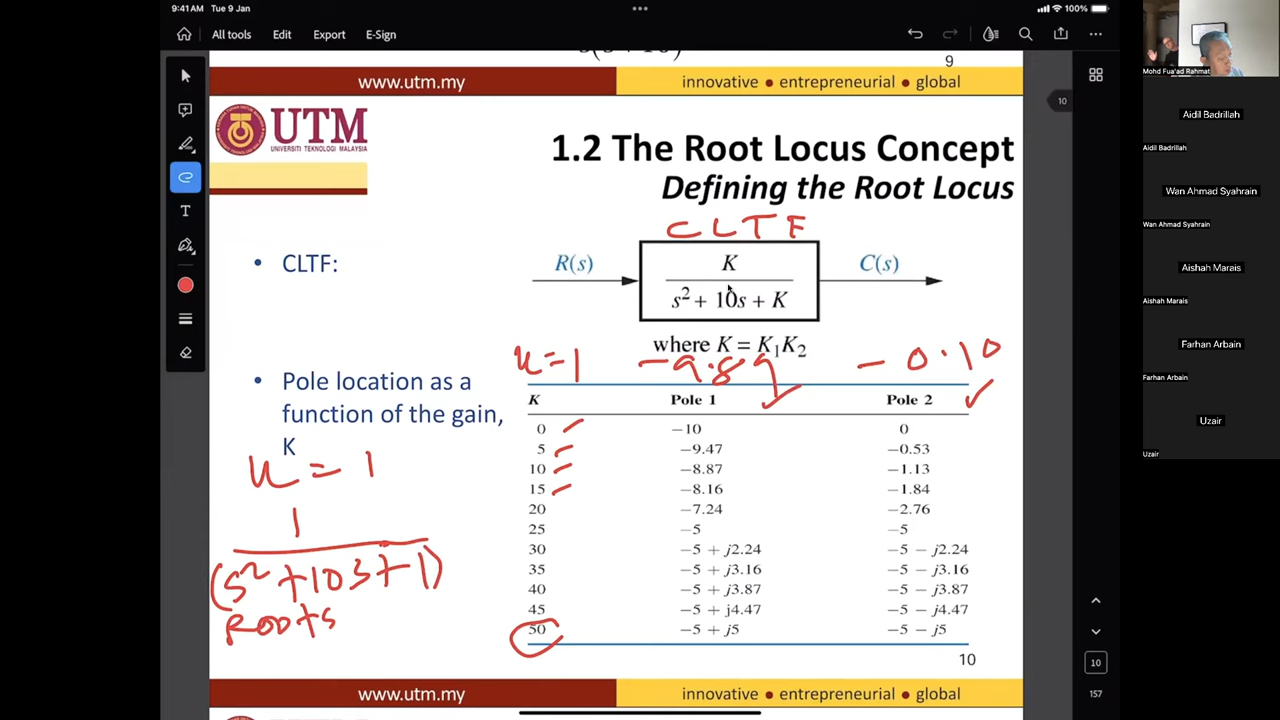 9:41AM Tue 9 Jan
100%
All tools Edit Export E-Sign
s(s + 10)
9
www.utm.my innovative ● entrepreneurial ● global
10
UTM
UNIVERSITI TEKNOLOGI MALAYSIA
1.2 The Root Locus Concept
Defining the Root Locus
CLTF
• CLTF:
R(s) K C(s)
s² + 10s + K
where K = K₁K₂
K=1 −9.89 −0.10
• Pole location as a
function of the gain,
K
K = 1
1
(s²+10s+1)
Roots
K Pole 1 Pole 2
0 −10 0
5 −9.47 −0.53
10 −8.87 −1.13
15 −8.16 −1.84
20 −7.24 −2.76
25 −5 −5
30 −5 + j2.24 −5 − j2.24
35 −5 + j3.16 −5 − j3.16
40 −5 + j3.87 −5 − j3.87
45 −5 + j4.47 −5 − j4.47
50 −5 + j5 −5 − j5
10
www.utm.my innovative ● entrepreneurial ● global
10
157
Mohd Fua'ad Rahmat
Aidil Badrillah
Aidil Badrillah
Wan Ahmad Syahrain
Wan Ahmad Syahrain
Aishah Marais
Aishah Marais
Farhan Arbain
Farhan Arbain
Uzair
Uzair